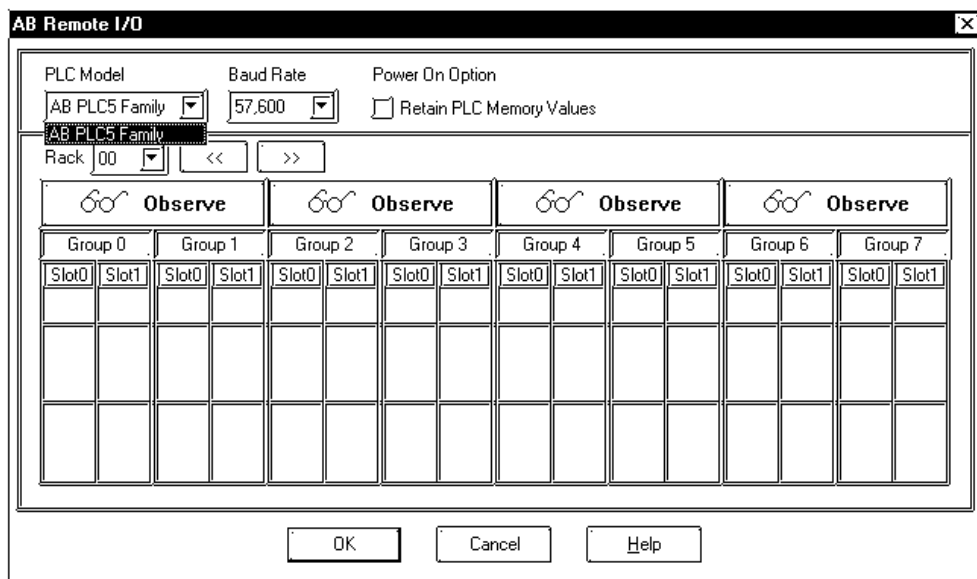 AB Remote I/O
PLC Model Baud Rate Power On Option
AB PLC5 Family 57,600 Retain PLC Memory Values
AB PLC5 Family
Rack 00 << >>
Observe Observe Observe Observe
Group 0 Group 1 Group 2 Group 3 Group 4 Group 5 Group 6 Group 7
Slot0 Slot1 Slot0 Slot1 Slot0 Slot1 Slot0 Slot1 Slot0 Slot1 Slot0 Slot1 Slot0 Slot1 Slot0 Slot1
OK Cancel Help